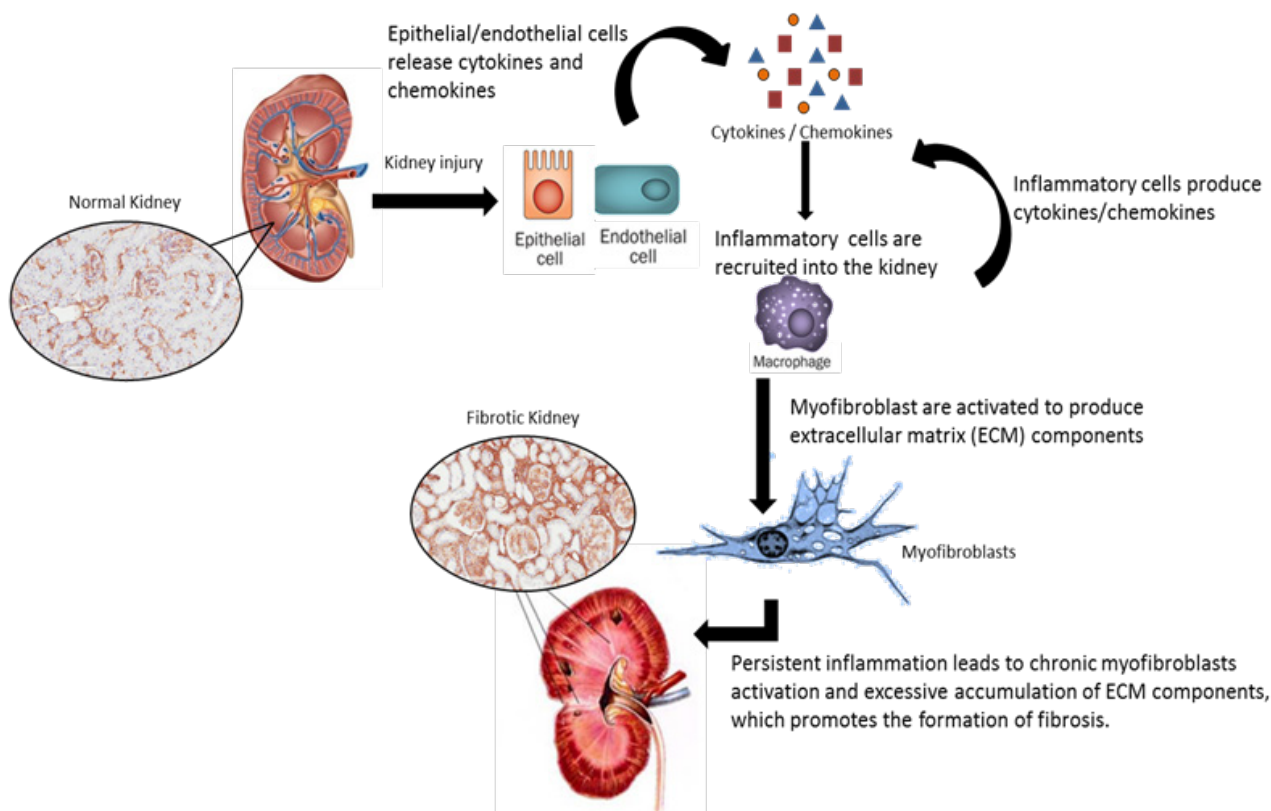 Epithelial/endothelial cells
release cytokines and
chemokines
Cytokines / Chemokines
Kidney injury
Normal Kidney
Epithelial
cell
Endothelial
cell
Inflammatory cells produce
cytokines/chemokines
Inflammatory cells are
recruited into the kidney
Macrophage
Myofibroblast are activated to produce
extracellular matrix (ECM) components
Fibrotic Kidney
Myofibroblasts
Persistent inflammation leads to chronic myofibroblasts
activation and excessive accumulation of ECM components,
which promotes the formation of fibrosis.